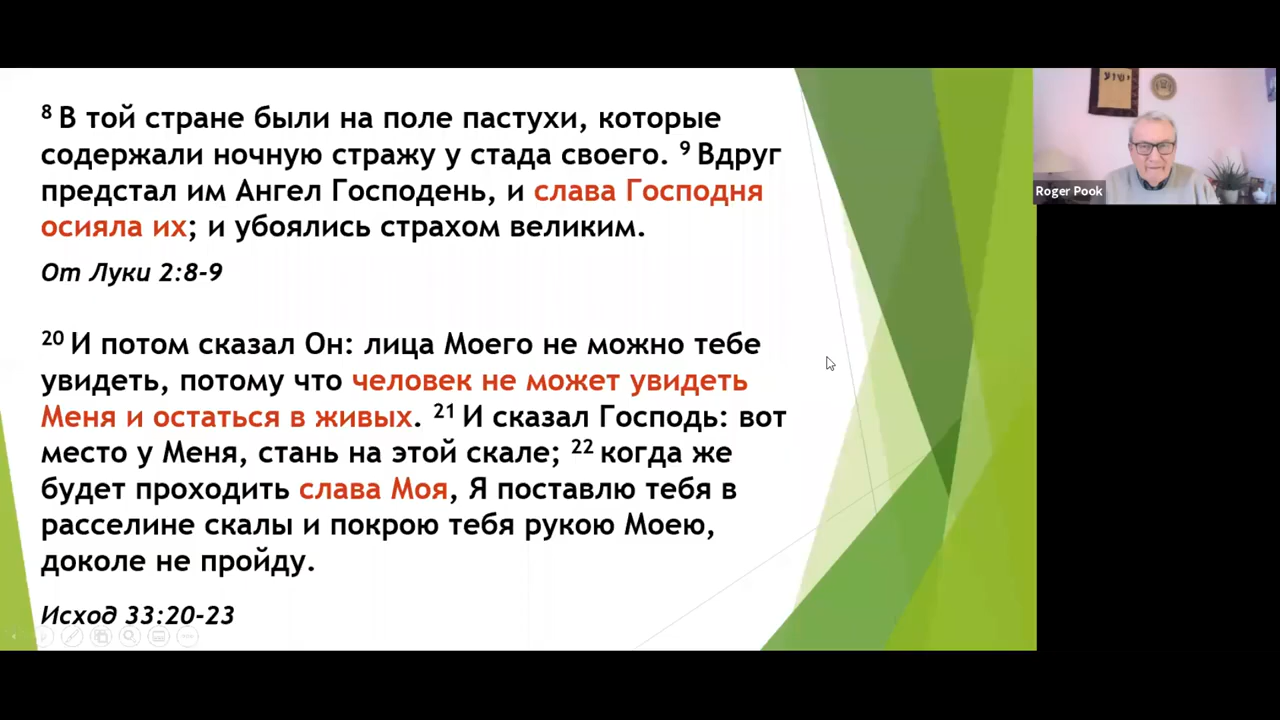 ⁸ В той стране были на поле пастухи, которые
содержали ночную стражу у стада своего. ⁹ Вдруг
предстал им Ангел Господень, и слава Господня
осияла их; и убоялись страхом великим.
От Луки 2:8-9
²⁰ И потом сказал Он: лица Моего не можно тебе
увидеть, потому что человек не может увидеть
Меня и остаться в живых. ²¹ И сказал Господь: вот
место у Меня, стань на этой скале; ²² когда же
будет проходить слава Моя, Я поставлю тебя в
расселине скалы и покрою тебя рукою Моею,
доколе не пройду.
Исход 33:20-23
ישוע
Roger Pook